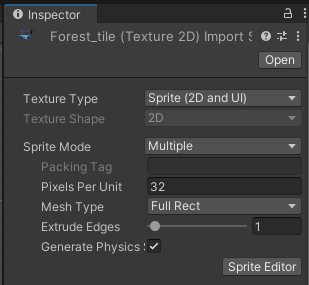 Inspector
Forest_tile (Texture 2D) Import S
Open
Texture Type Sprite (2D and UI)
Texture Shape 2D
Sprite Mode Multiple
Packing Tag
Pixels Per Unit 32
Mesh Type Full Rect
Extrude Edges 1
Generate Physics S
Sprite Editor